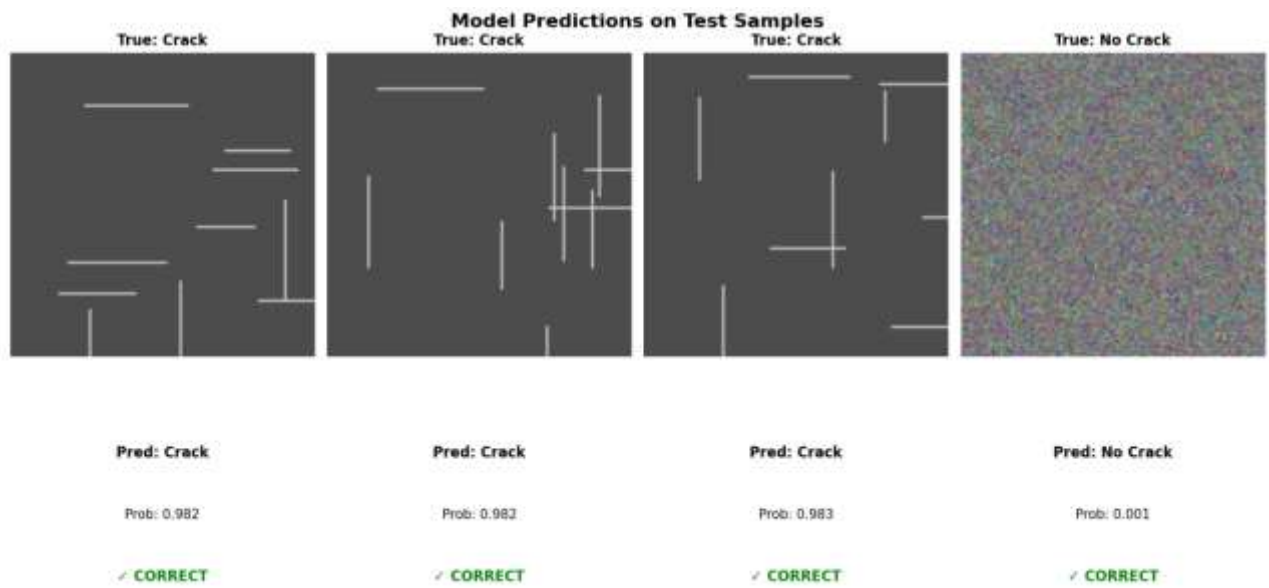 Model Predictions on Test Samples
True: Crack True: Crack True: Crack True: No Crack
Pred: Crack Pred: Crack Pred: Crack Pred: No Crack
Prob: 0.982 Prob: 0.982 Prob: 0.983 Prob: 0.001
✓ CORRECT ✓ CORRECT ✓ CORRECT ✓ CORRECT